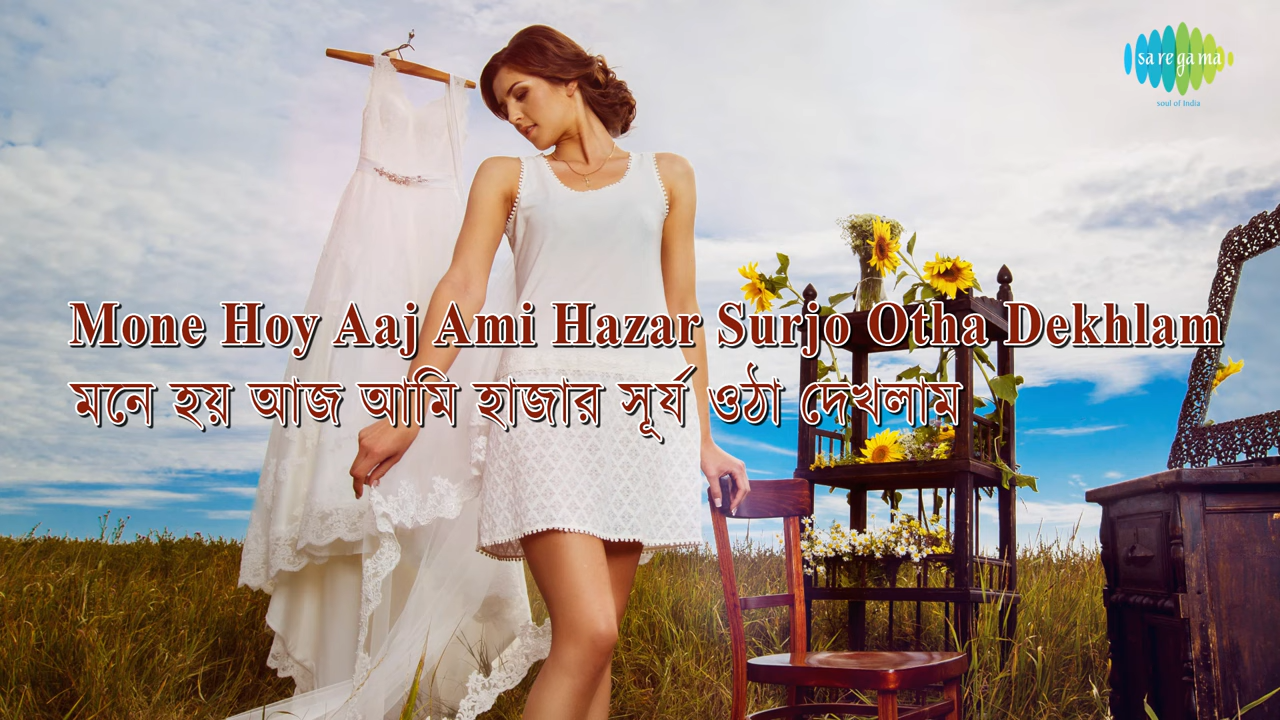 sa re ga ma
soul of India
Mone Hoy Aaj Ami Hazar Surjo Otha Dekhlam
মনে হয় আজ আমি হাজার সূর্য ওঠা দেখলাম